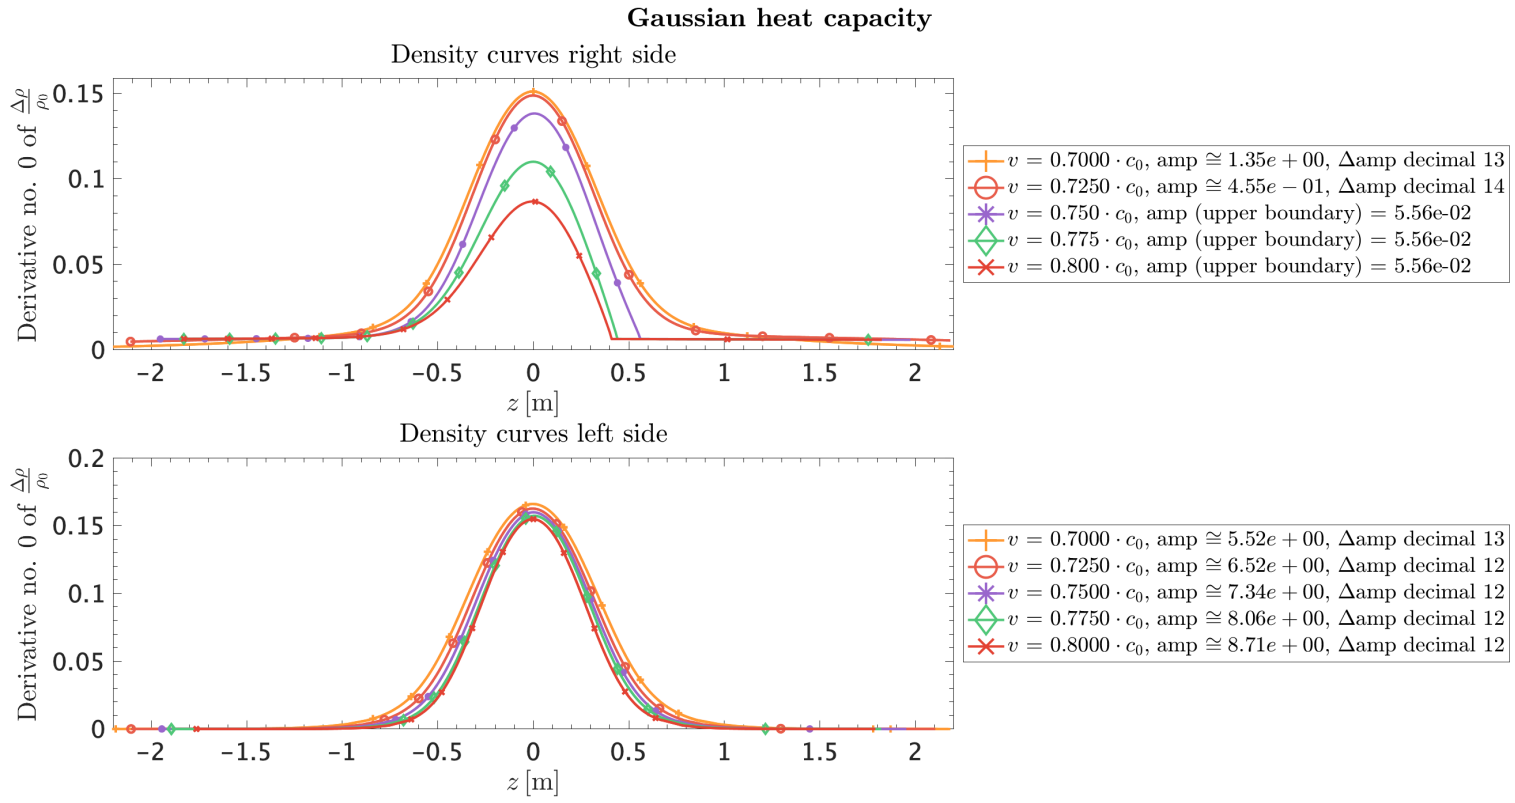 Gaussian heat capacity
Density curves right side
Derivative no. 0 of Δρ/ρ₀
0.15
0.1
0.05
0
-2 -1.5 -1 -0.5 0 0.5 1 1.5 2
z [m]
v = 0.7000 · c₀, amp ≅ 1.35e + 00, Δamp decimal 13
v = 0.7250 · c₀, amp ≅ 4.55e − 01, Δamp decimal 14
v = 0.750 · c₀, amp (upper boundary) = 5.56e-02
v = 0.775 · c₀, amp (upper boundary) = 5.56e-02
v = 0.800 · c₀, amp (upper boundary) = 5.56e-02
Density curves left side
Derivative no. 0 of Δρ/ρ₀
0.2
0.15
0.1
0.05
0
-2 -1.5 -1 -0.5 0 0.5 1 1.5 2
z [m]
v = 0.7000 · c₀, amp ≅ 5.52e + 00, Δamp decimal 13
v = 0.7250 · c₀, amp ≅ 6.52e + 00, Δamp decimal 12
v = 0.7500 · c₀, amp ≅ 7.34e + 00, Δamp decimal 12
v = 0.7750 · c₀, amp ≅ 8.06e + 00, Δamp decimal 12
v = 0.8000 · c₀, amp ≅ 8.71e + 00, Δamp decimal 12